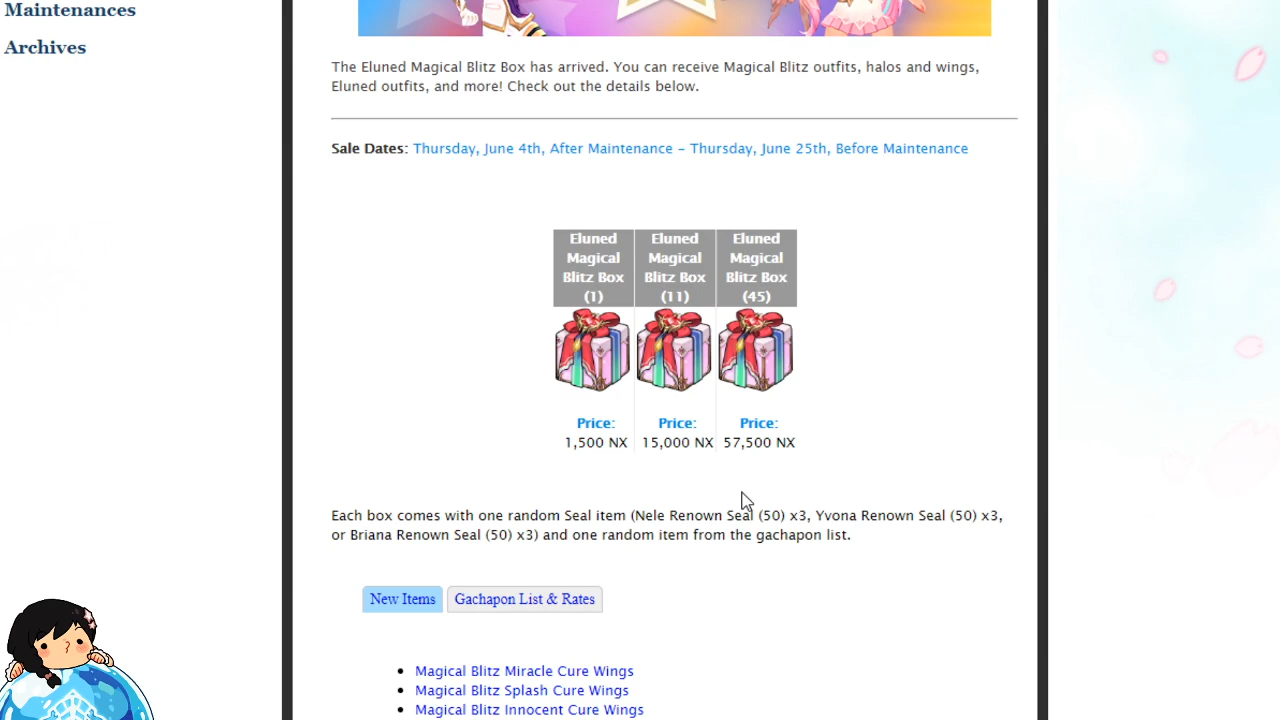 Maintenances
Archives
The Eluned Magical Blitz Box has arrived. You can receive Magical Blitz outfits, halos and wings,
Eluned outfits, and more! Check out the details below.
Sale Dates: Thursday, June 4th, After Maintenance – Thursday, June 25th, Before Maintenance
Eluned Magical Blitz Box (1)
Eluned Magical Blitz Box (11)
Eluned Magical Blitz Box (45)
Price: 1,500 NX
Price: 15,000 NX
Price: 57,500 NX
Each box comes with one random Seal item (Nele Renown Seal (50) x3, Yvona Renown Seal (50) x3,
or Briana Renown Seal (50) x3) and one random item from the gachapon list.
New Items
Gachapon List & Rates
Magical Blitz Miracle Cure Wings
Magical Blitz Splash Cure Wings
Magical Blitz Innocent Cure Wings